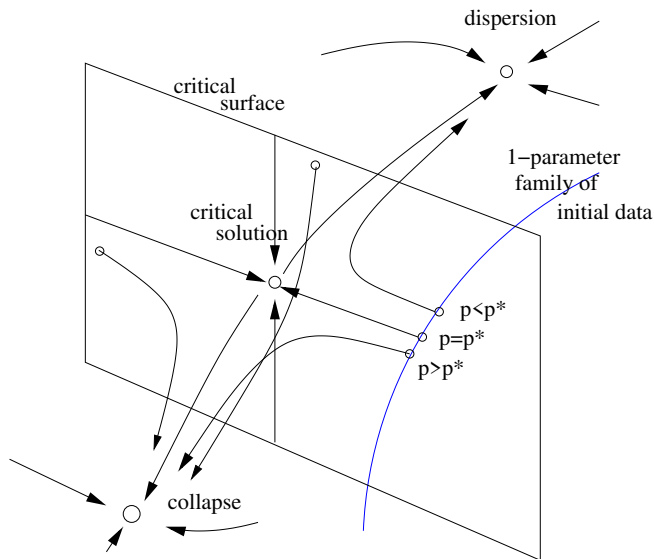 dispersion
critical
surface
1−parameter
family of
initial data
critical
solution
p<p*
p=p*
p>p*
collapse